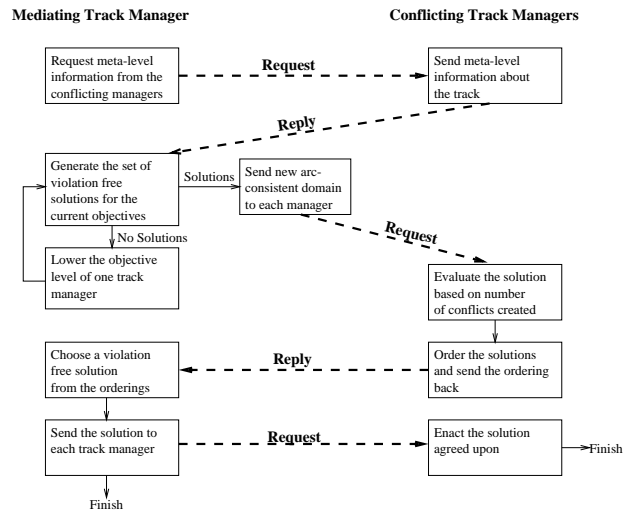 Mediating Track Manager
Conflicting Track Managers
Request meta-level
information from the
conflicting managers
Request
Send meta-level
information about
the track
Reply
Generate the set of
violation free
solutions for the
current objectives
Solutions
Send new arc-
consistent domain
to each manager
No Solutions
Request
Lower the objective
level of one track
manager
Evaluate the solution
based on number
of conflicts created
Choose a violation
free solution
from the orderings
Reply
Order the solutions
and send the ordering
back
Send the solution to
each track manager
Request
Enact the solution
agreed upon
Finish
Finish